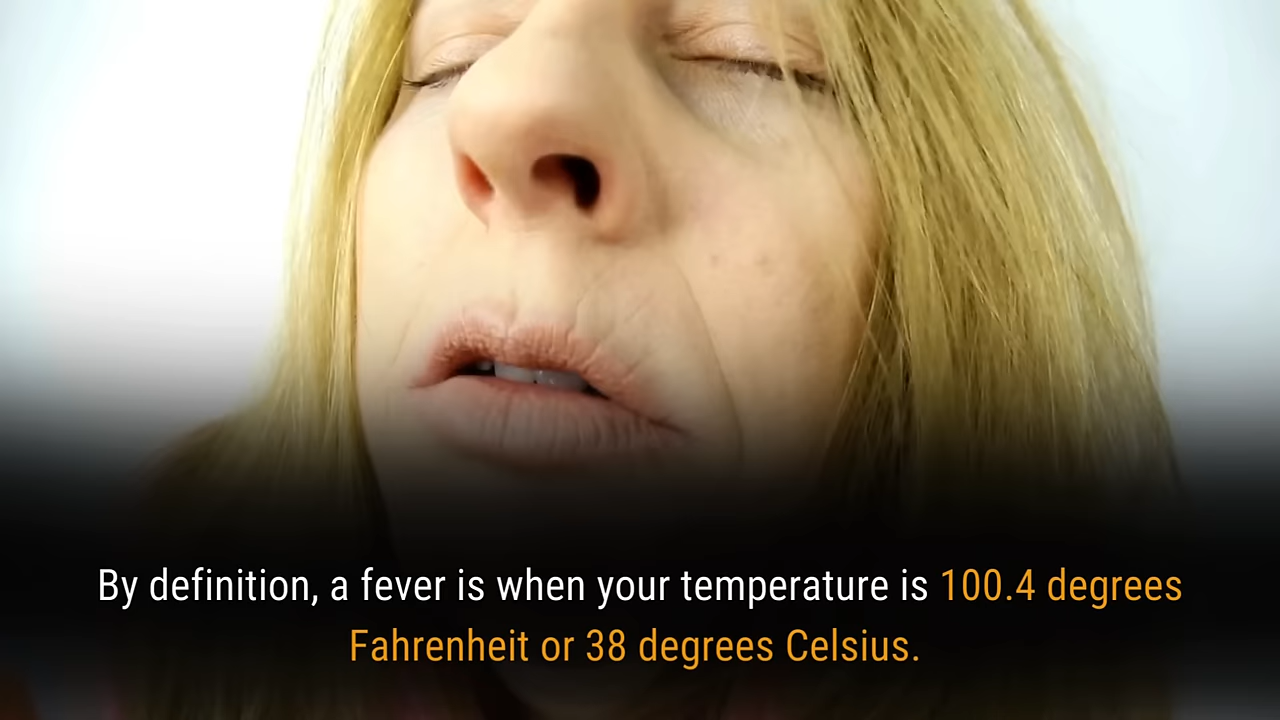 By definition, a fever is when your temperature is 100.4 degrees
Fahrenheit or 38 degrees Celsius.